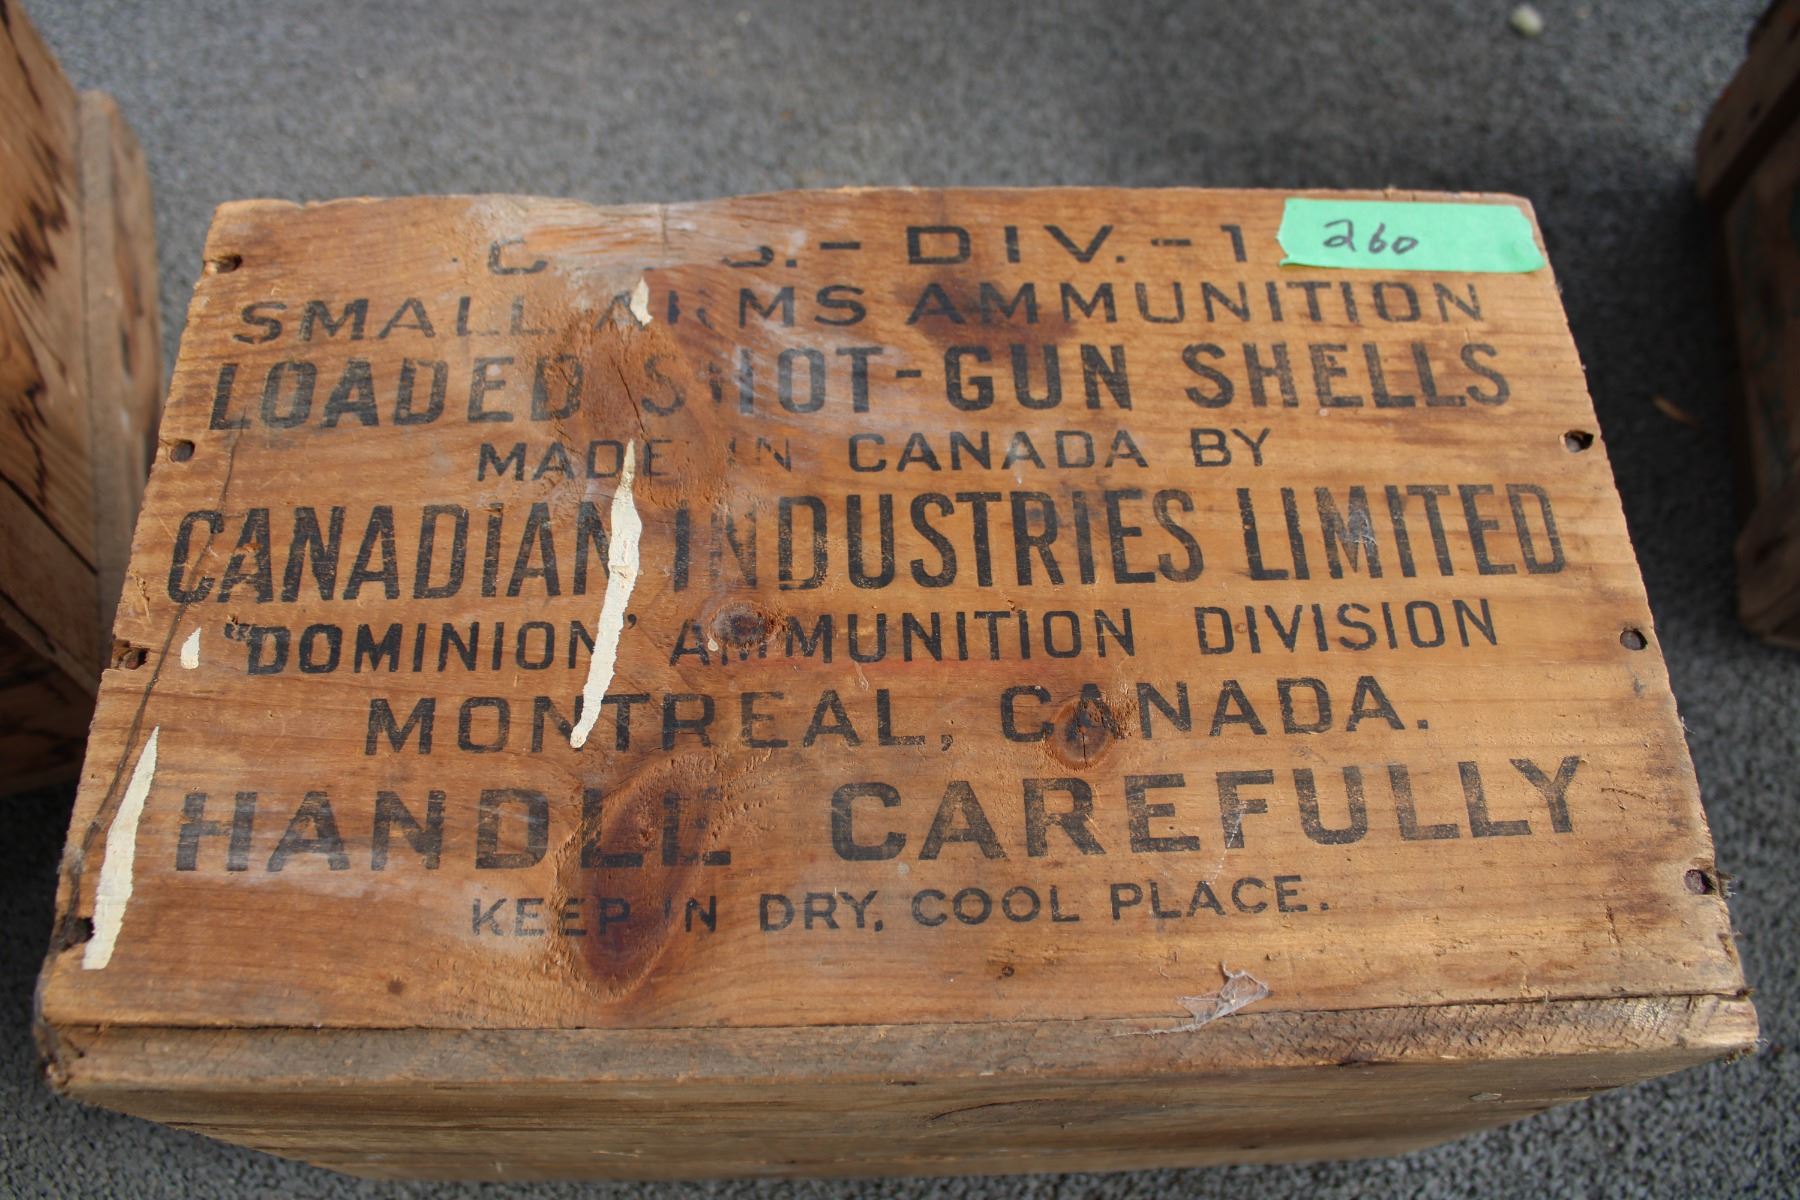 DIV. - 1
260
SMALL ARMS AMMUNITION
LOADED SHOT-GUN SHELLS
MADE IN CANADA BY
CANADIAN INDUSTRIES LIMITED
"DOMINION" AMMUNITION DIVISION
MONTREAL, CANADA.
HANDLE CAREFULLY
KEEP IN DRY, COOL PLACE.